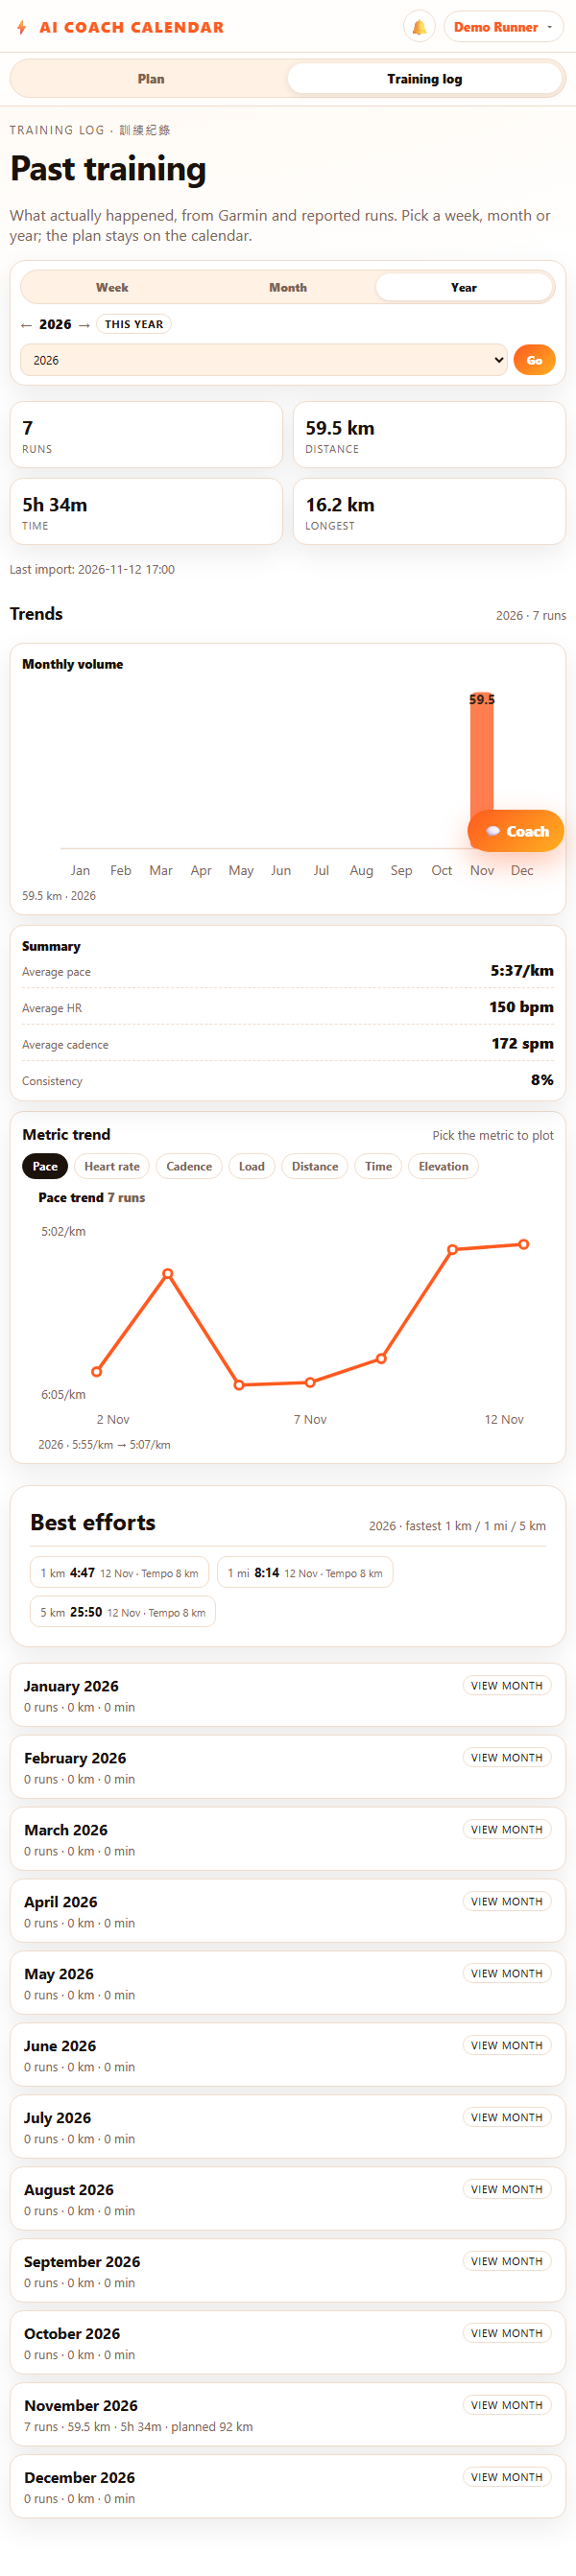 AI COACH CALENDAR
Demo Runner
Plan
Training log
TRAINING LOG · 訓練紀錄
Past training
What actually happened, from Garmin and reported runs. Pick a week, month or
year; the plan stays on the calendar.
Week
Month
Year
← 2026 → THIS YEAR
2026
Go
7
RUNS
59.5 km
DISTANCE
5h 34m
TIME
16.2 km
LONGEST
Last import: 2026-11-12 17:00
Trends
2026 · 7 runs
Monthly volume
59.5
Coach
Jan Feb Mar Apr May Jun Jul Aug Sep Oct Nov Dec
59.5 km · 2026
Summary
Average pace 5:37/km
Average HR 150 bpm
Average cadence 172 spm
Consistency 8%
Metric trend
Pick the metric to plot
Pace Heart rate Cadence Load Distance Time Elevation
Pace trend 7 runs
5:02/km
6:05/km
2 Nov 7 Nov 12 Nov
2026 · 5:55/km → 5:07/km
Best efforts
2026 · fastest 1 km / 1 mi / 5 km
1 km 4:47 12 Nov · Tempo 8 km
1 mi 8:14 12 Nov · Tempo 8 km
5 km 25:50 12 Nov · Tempo 8 km
January 2026
VIEW MONTH
0 runs · 0 km · 0 min
February 2026
VIEW MONTH
0 runs · 0 km · 0 min
March 2026
VIEW MONTH
0 runs · 0 km · 0 min
April 2026
VIEW MONTH
0 runs · 0 km · 0 min
May 2026
VIEW MONTH
0 runs · 0 km · 0 min
June 2026
VIEW MONTH
0 runs · 0 km · 0 min
July 2026
VIEW MONTH
0 runs · 0 km · 0 min
August 2026
VIEW MONTH
0 runs · 0 km · 0 min
September 2026
VIEW MONTH
0 runs · 0 km · 0 min
October 2026
VIEW MONTH
0 runs · 0 km · 0 min
November 2026
VIEW MONTH
7 runs · 59.5 km · 5h 34m · planned 92 km
December 2026
VIEW MONTH
0 runs · 0 km · 0 min